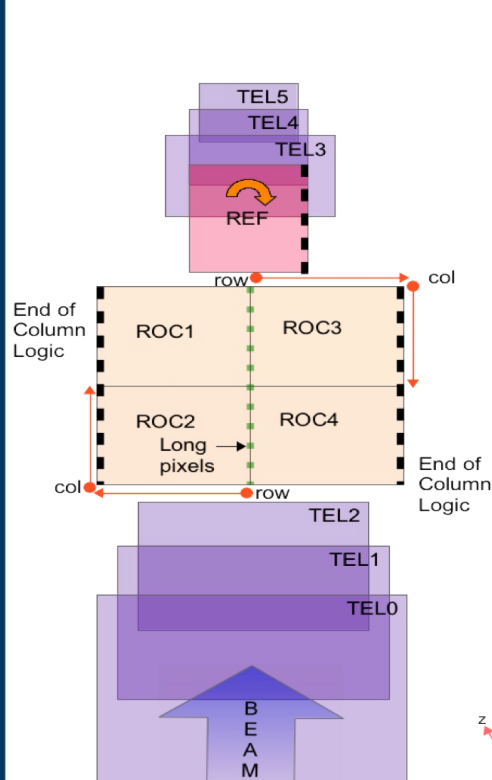 TEL5
TEL4
TEL3
REF
row
col
End of
Column
Logic
ROC1
ROC3
ROC2
ROC4
Long
pixels
End of
Column
Logic
col
row
TEL2
TEL1
TEL0
B
E
A
M
z